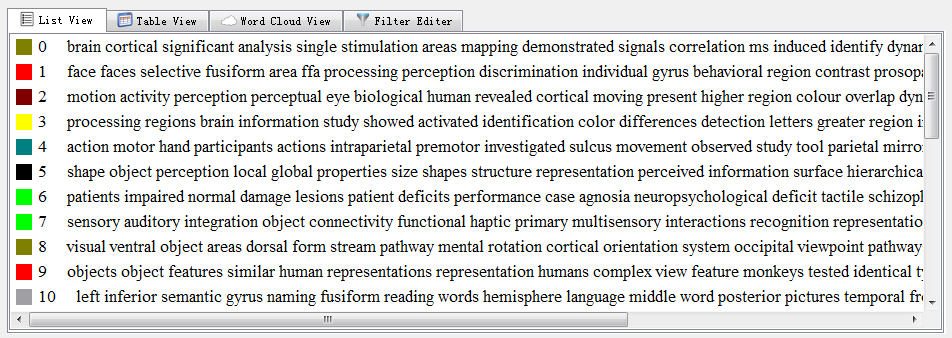 List View Table View Word Cloud View Filter Editer
0 brain cortical significant analysis single stimulation areas mapping demonstrated signals correlation ms induced identify
1 face faces selective fusiform area ffa processing perception discrimination individual gyrus behavioral region contrast
2 motion activity perception perceptual eye biological human revealed cortical moving present higher region colour overlap
3 processing regions brain information study showed activated identification color differences detection letters greater region
4 action motor hand participants actions intraparietal premotor investigated sulcus movement observed study tool parietal
5 shape object perception local global properties size shapes structure representation perceived information surface
6 patients impaired normal damage lesions patient deficits performance case agnosia neuropsychological deficit tactile
7 sensory auditory integration object connectivity functional haptic primary multisensory interactions recognition
8 visual ventral object areas dorsal form stream pathway mental rotation cortical orientation system occipital viewpoint pathway
9 objects object features similar human representations representation humans complex view feature monkeys tested identical
10 left inferior semantic gyrus naming fusiform reading words hemisphere language middle word posterior pictures temporal